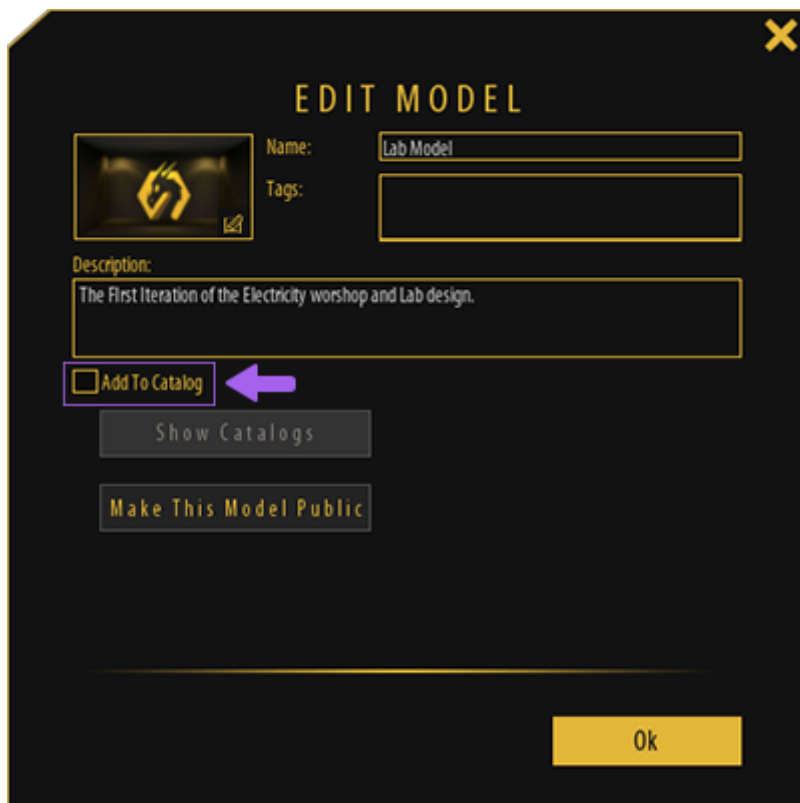 EDIT MODEL
Name:
Lab Model
Tags:
Description:
The FIrst Iteration of the Electricity worshop and Lab design.
Add To Catalog
Show Catalogs
Make This Model Public
Ok